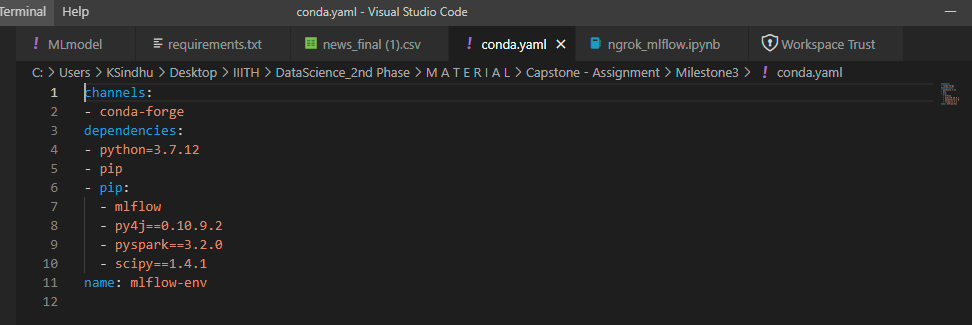 Terminal Help conda.yaml - Visual Studio Code
MLmodel requirements.txt news_final (1).csv conda.yaml ngrok_mlflow.ipynb Workspace Trust
C: > Users > KSindhu > Desktop > IIITH > DataScience_2nd Phase > M A T E R I A L > Capstone - Assignment > Milestone3 > ! conda.yaml
1 channels:
2 - conda-forge
3 dependencies:
4 - python=3.7.12
5 - pip
6 - pip:
7 - mlflow
8 - py4j==0.10.9.2
9 - pyspark==3.2.0
10 - scipy==1.4.1
11 name: mlflow-env
12